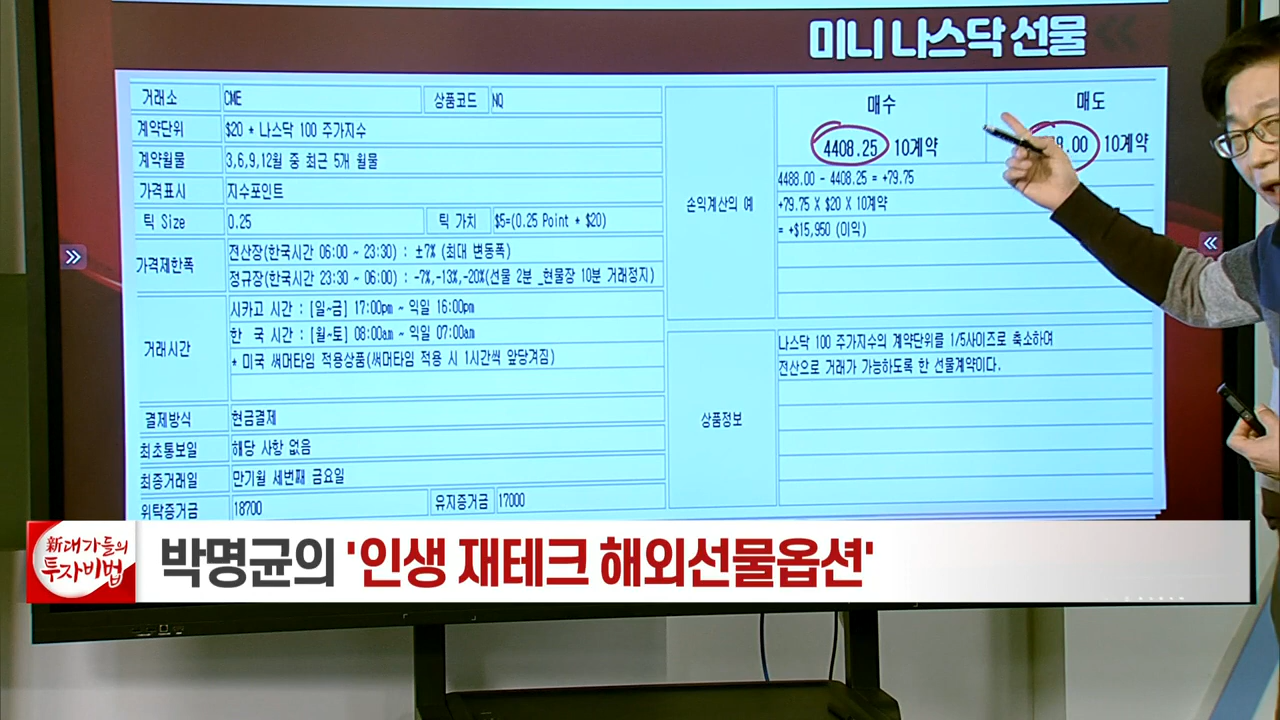 미니 나스닥 선물
거래소 CME 상품코드 NQ
계약단위 $20 * 나스닥 100 주가지수
계약월물 3,6,9,12월 중 최근 5개 월물
가격표시 지수포인트
틱 Size 0.25 틱 가치 $5=(0.25 Point * $20)
가격제한폭
전산장(한국시간 06:00 ~ 23:30) : ±7% (최대 변동폭)
정규장(한국시간 23:30 ~ 06:00) : -7%,-13%,-20%(선물 2분 _현물장 10분 거래정지)
거래시간
시카고 시간 : [일~금] 17:00pm ~ 익일 16:00pm
한 국 시간 : [월~토] 08:00am ~ 익일 07:00am
* 미국 써머타임 적용상품(써머타임 적용 시 1시간씩 앞당겨짐)
결제방식 현금결제
최초통보일 해당 사항 없음
최종거래일 만기월 세번째 금요일
위탁증거금 18700 유지증거금 17000
손익계산의 예
매수 매도
4408.25 10계약 8.00 10계약
4488.00 - 4408.25 = +79.75
+79.75 X $20 X 10계약
= +$15,950 (이익)
상품정보
나스닥 100 주가지수의 계약단위를 1/5사이즈로 축소하여
전산으로 거래가 가능하도록 한 선물계약이다.
新대가들의
투자비법
박명균의 '인생 재테크 해외선물옵션'